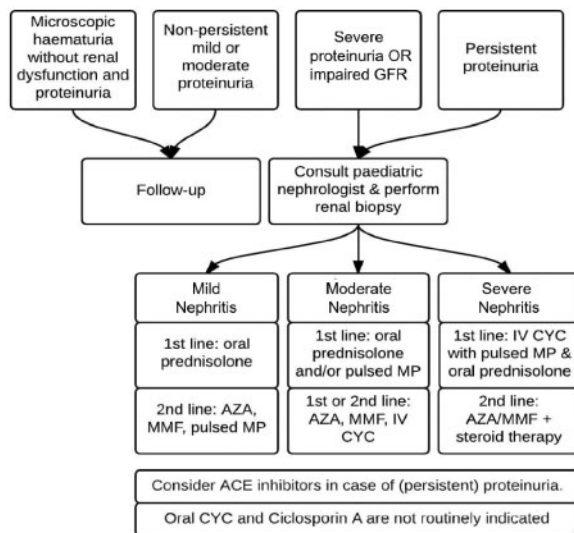 Microscopic
haematuria
without renal
dysfunction and
proteinuria
Non-persistent
mild or
moderate
proteinuria
Severe
proteinuria OR
impaired GFR
Persistent
proteinuria
Follow-up
Consult paediatric
nephrologist & perform
renal biopsy
Mild
Nephritis
1st line: oral
prednisolone
2nd line: AZA,
MMF, pulsed MP
Moderate
Nephritis
1st line: oral
prednisolone
and/or pulsed MP
1st or 2nd line:
AZA, MMF, IV
CYC
Severe
Nephritis
1st line: IV CYC
with pulsed MP &
oral prednisolone
2nd line:
AZA/MMF +
steroid therapy
Consider ACE inhibitors in case of (persistent) proteinuria.
Oral CYC and Ciclosporin A are not routinely indicated